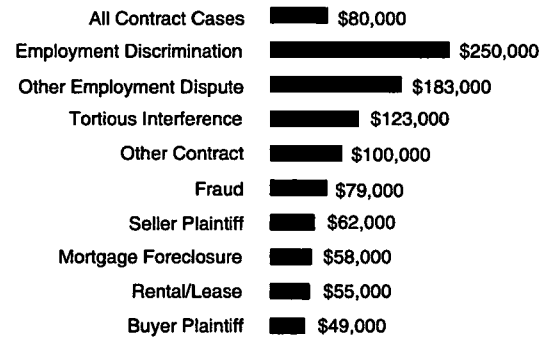 All Contract Cases $80,000
Employment Discrimination $250,000
Other Employment Dispute $183,000
Tortious Interference $123,000
Other Contract $100,000
Fraud $79,000
Seller Plaintiff $62,000
Mortgage Foreclosure $58,000
Rental/Lease $55,000
Buyer Plaintiff $49,000